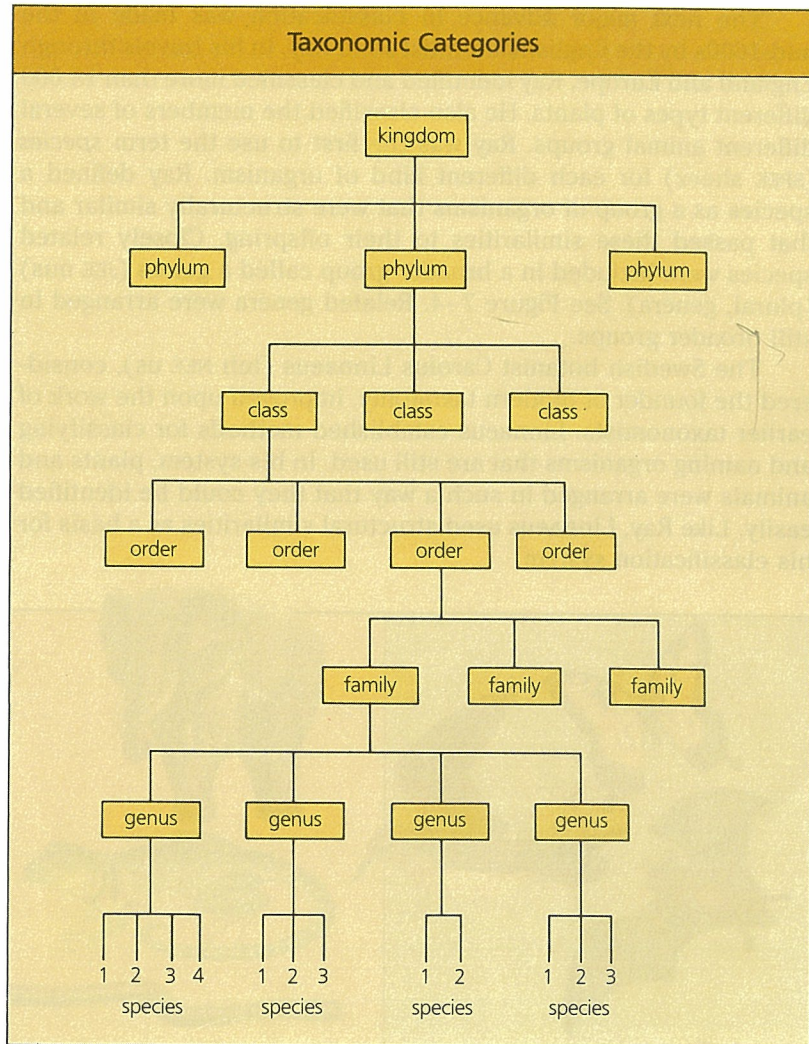 Taxonomic Categories
kingdom
phylum phylum phylum
class class class
order order order order
family family family
genus genus genus genus
1 2 3 4 1 2 3 1 2 1 2 3
species species species species